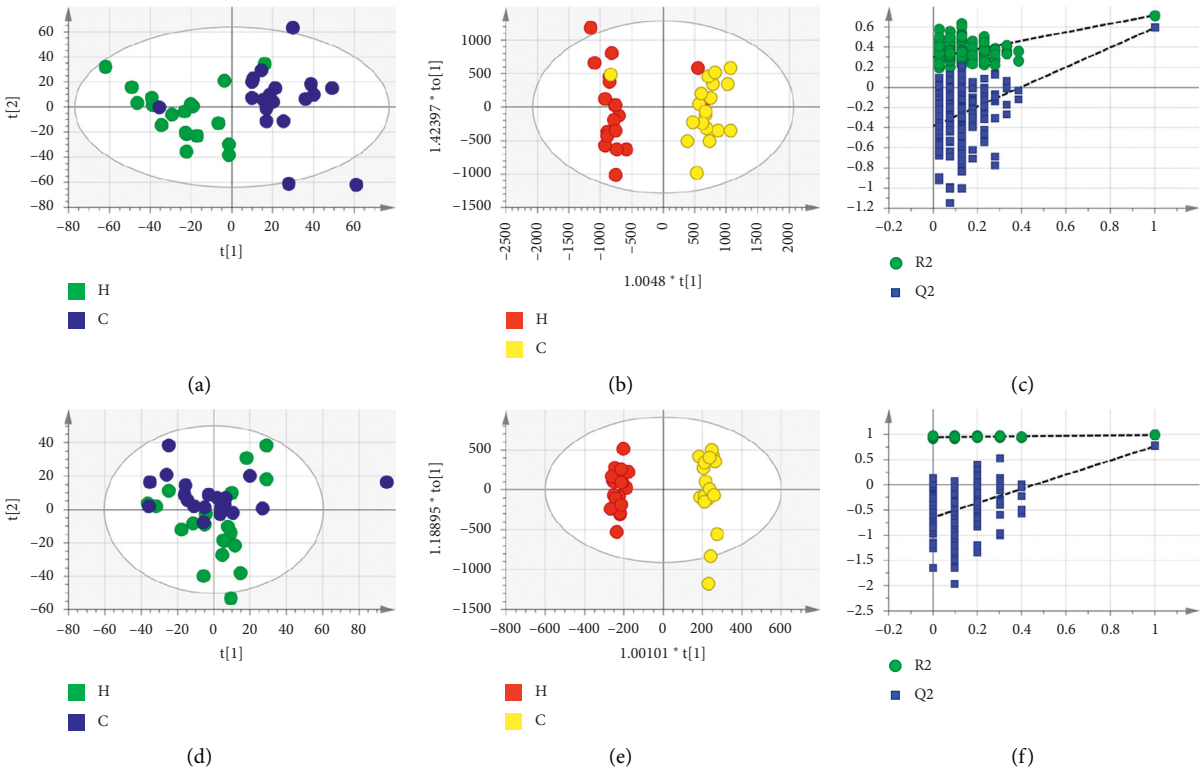 60
40
20
0
−20
−40
−60
−80
t[2]
−80 −60 −40 −20 0 20 40 60
t[1]
H
C
(a)
1000
500
0
−500
−1000
−1500
1.42397 * to[1]
−2500 −2000 −1500 −1000 −500 0 500 1000 1500 2000
1.0048 * t[1]
H
C
(b)
0.6
0.4
0.2
0
−0.2
−0.4
−0.6
−0.8
−1
−1.2
−0.2 0 0.2 0.4 0.6 0.8 1
R2
Q2
(c)
40
20
0
−20
−40
−60
t[2]
−80 −60 −40 −20 0 20 40 60 80
t[1]
H
C
(d)
500
0
−500
−1000
−1500
1.18895 * to[1]
−800 −600 −400 −200 0 200 400 600
1.00101 * t[1]
H
C
(e)
1
0.5
0
−0.5
−1
−1.5
−2
−2.5
−0.2 0 0.2 0.4 0.6 0.8 1
R2
Q2
(f)